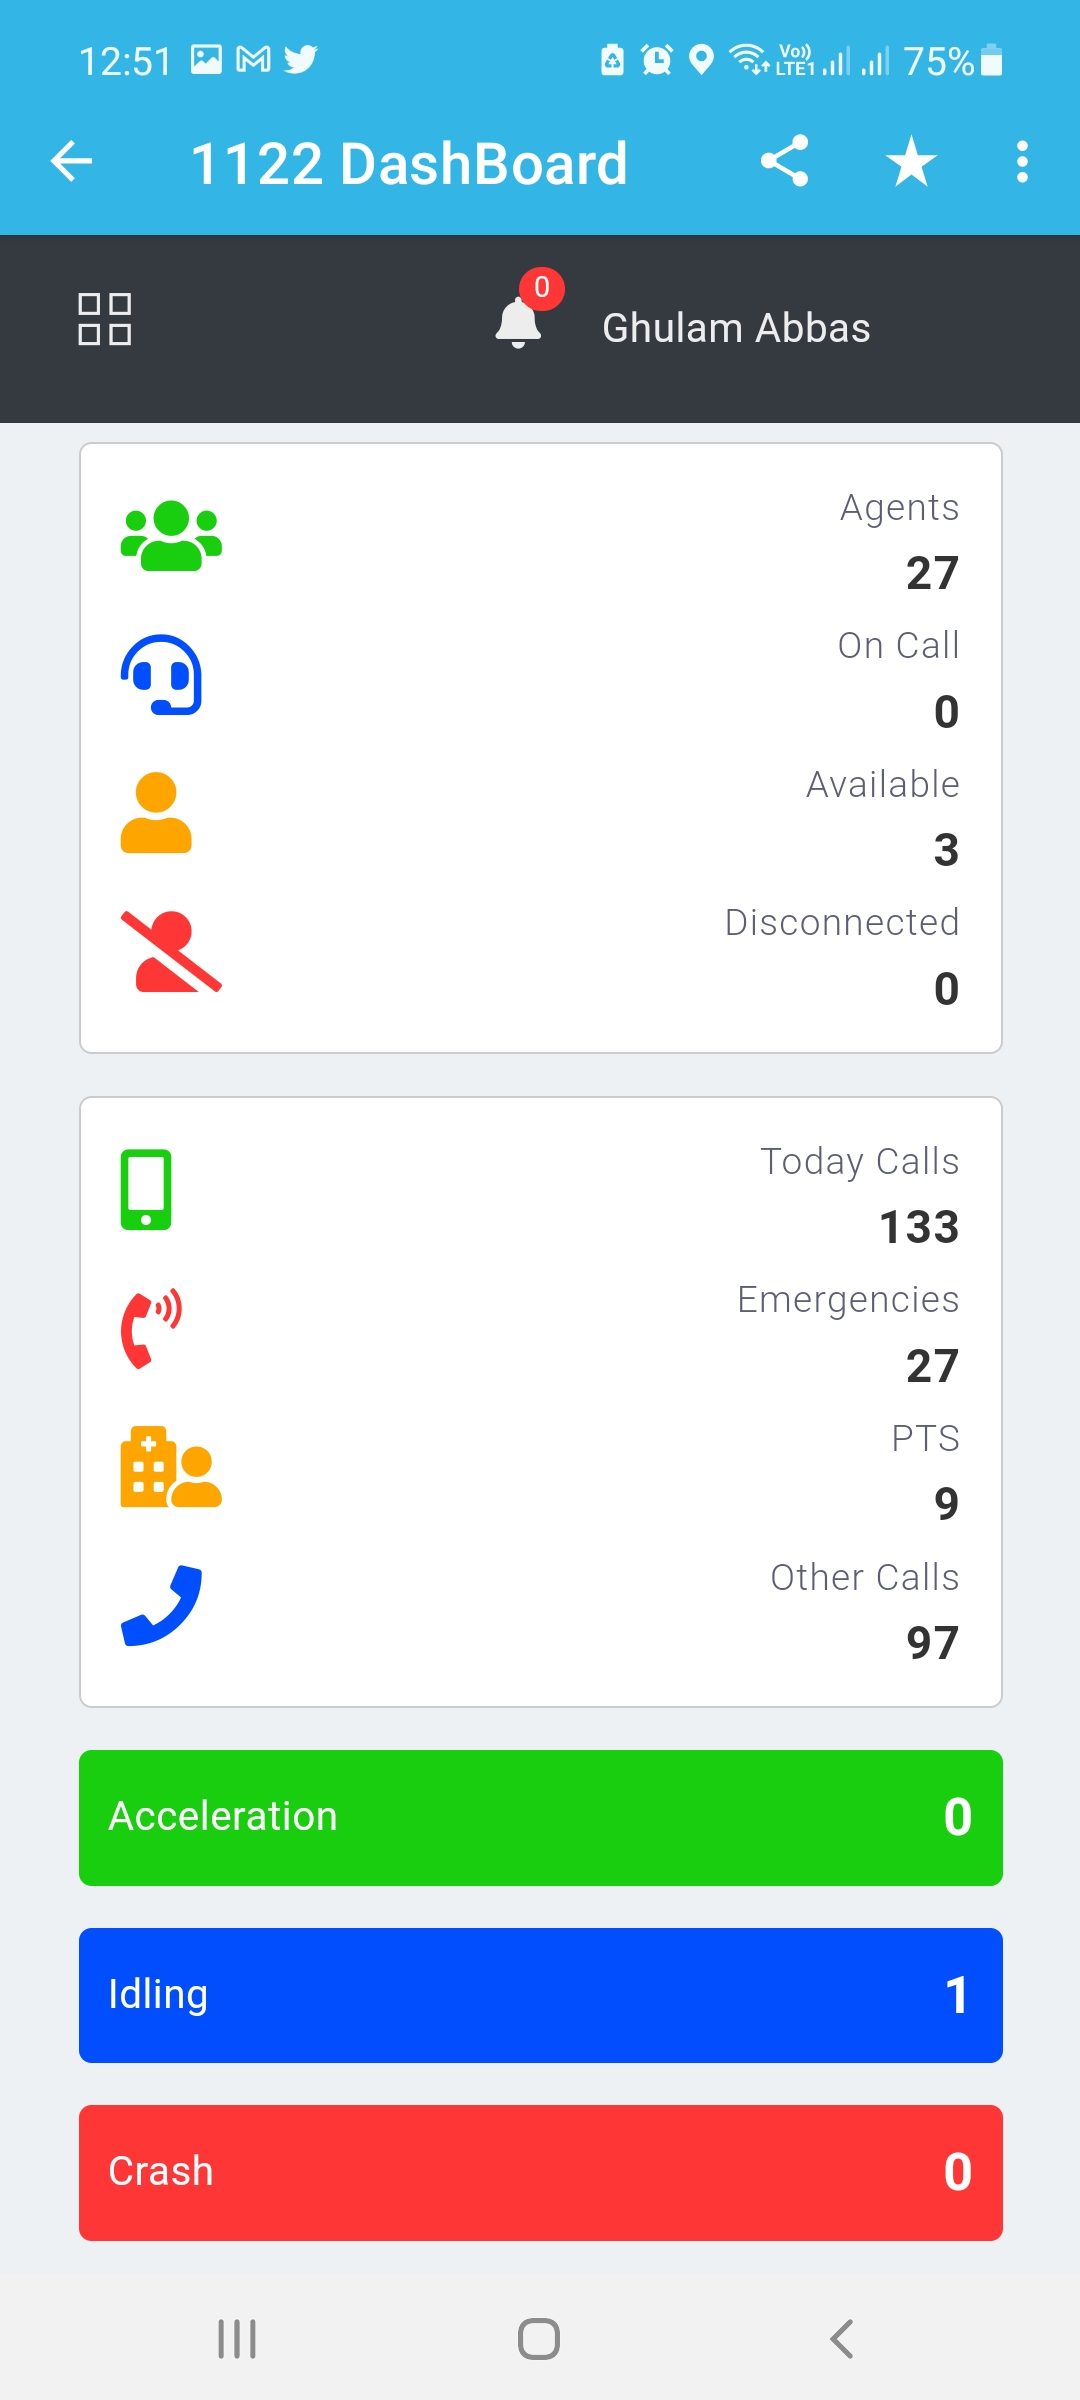 12:51 Vo)) LTE1 75%
1122 DashBoard
0
Ghulam Abbas
Agents
27
On Call
0
Available
3
Disconnected
0
Today Calls
133
Emergencies
27
PTS
9
Other Calls
97
Acceleration 0
Idling 1
Crash 0